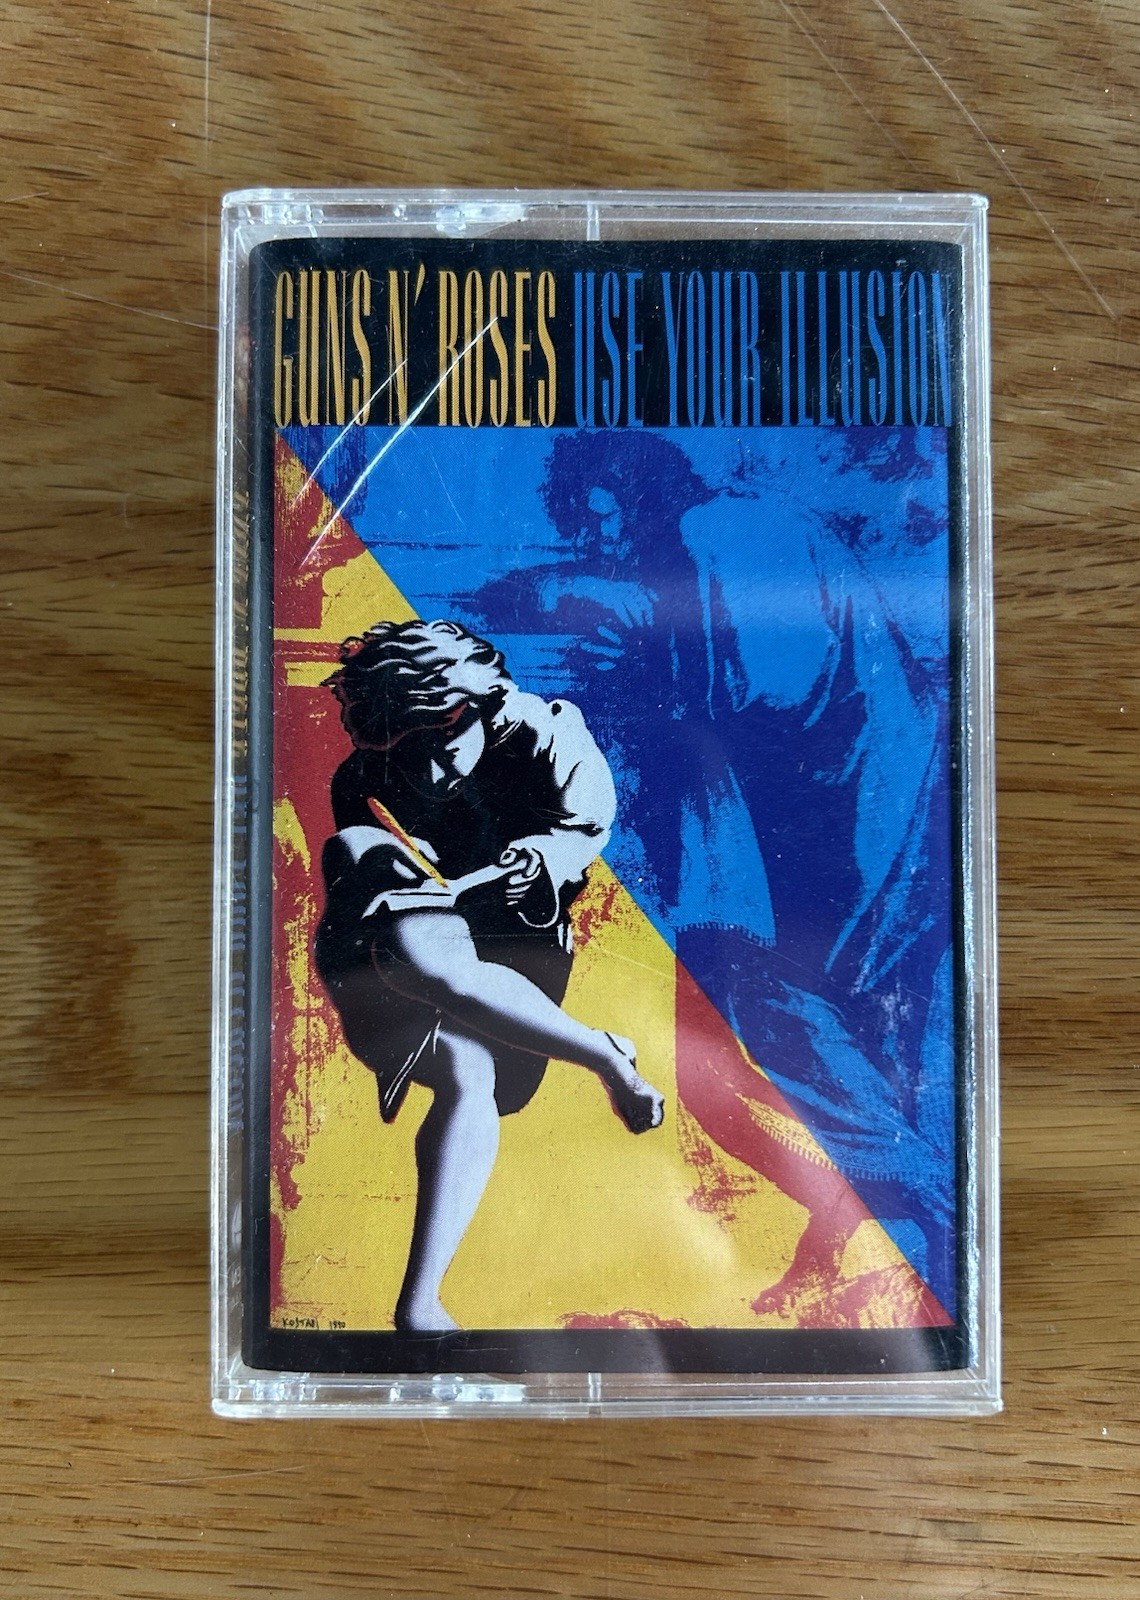 GUNS N' ROSES USE YOUR ILLUSION
KOSTABI 1990